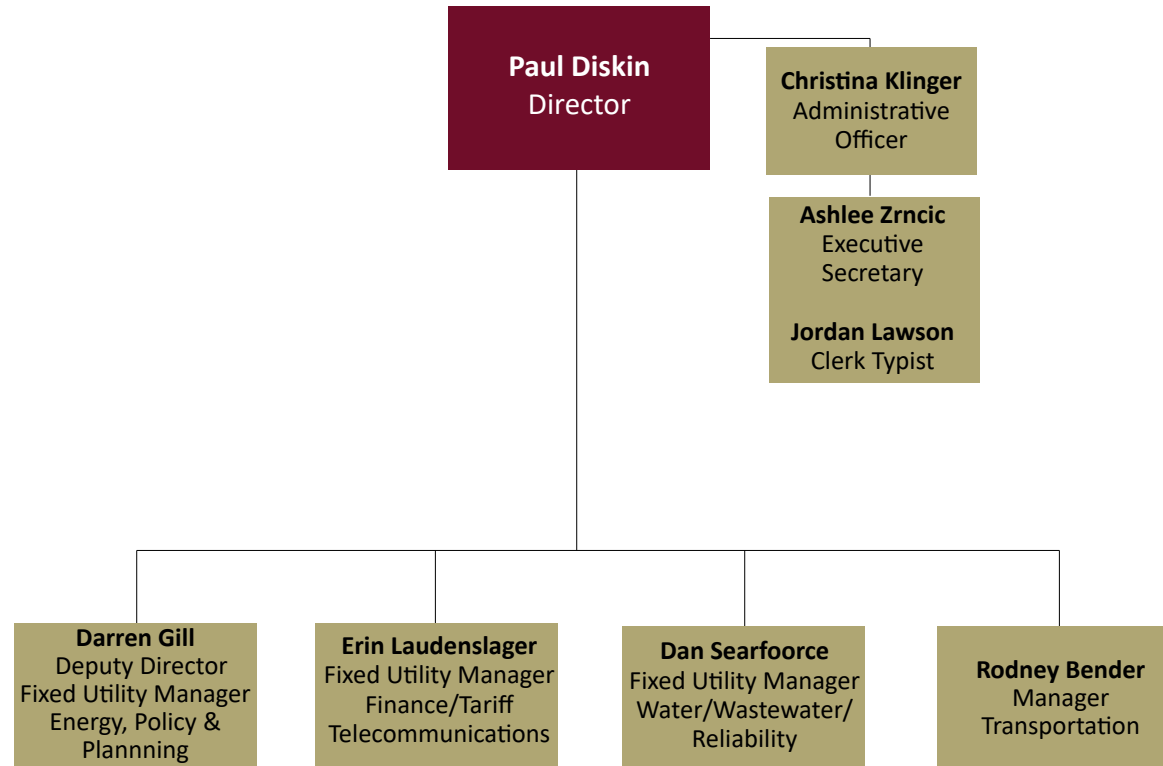 Paul Diskin
Director
Christina Klinger
Administrative
Officer
Ashlee Zrncic
Executive
Secretary
Jordan Lawson
Clerk Typist
Darren Gill
Deputy Director
Fixed Utility Manager
Energy, Policy &
Plannning
Erin Laudenslager
Fixed Utility Manager
Finance/Tariff
Telecommunications
Dan Searfoorce
Fixed Utility Manager
Water/Wastewater/
Reliability
Rodney Bender
Manager
Transportation